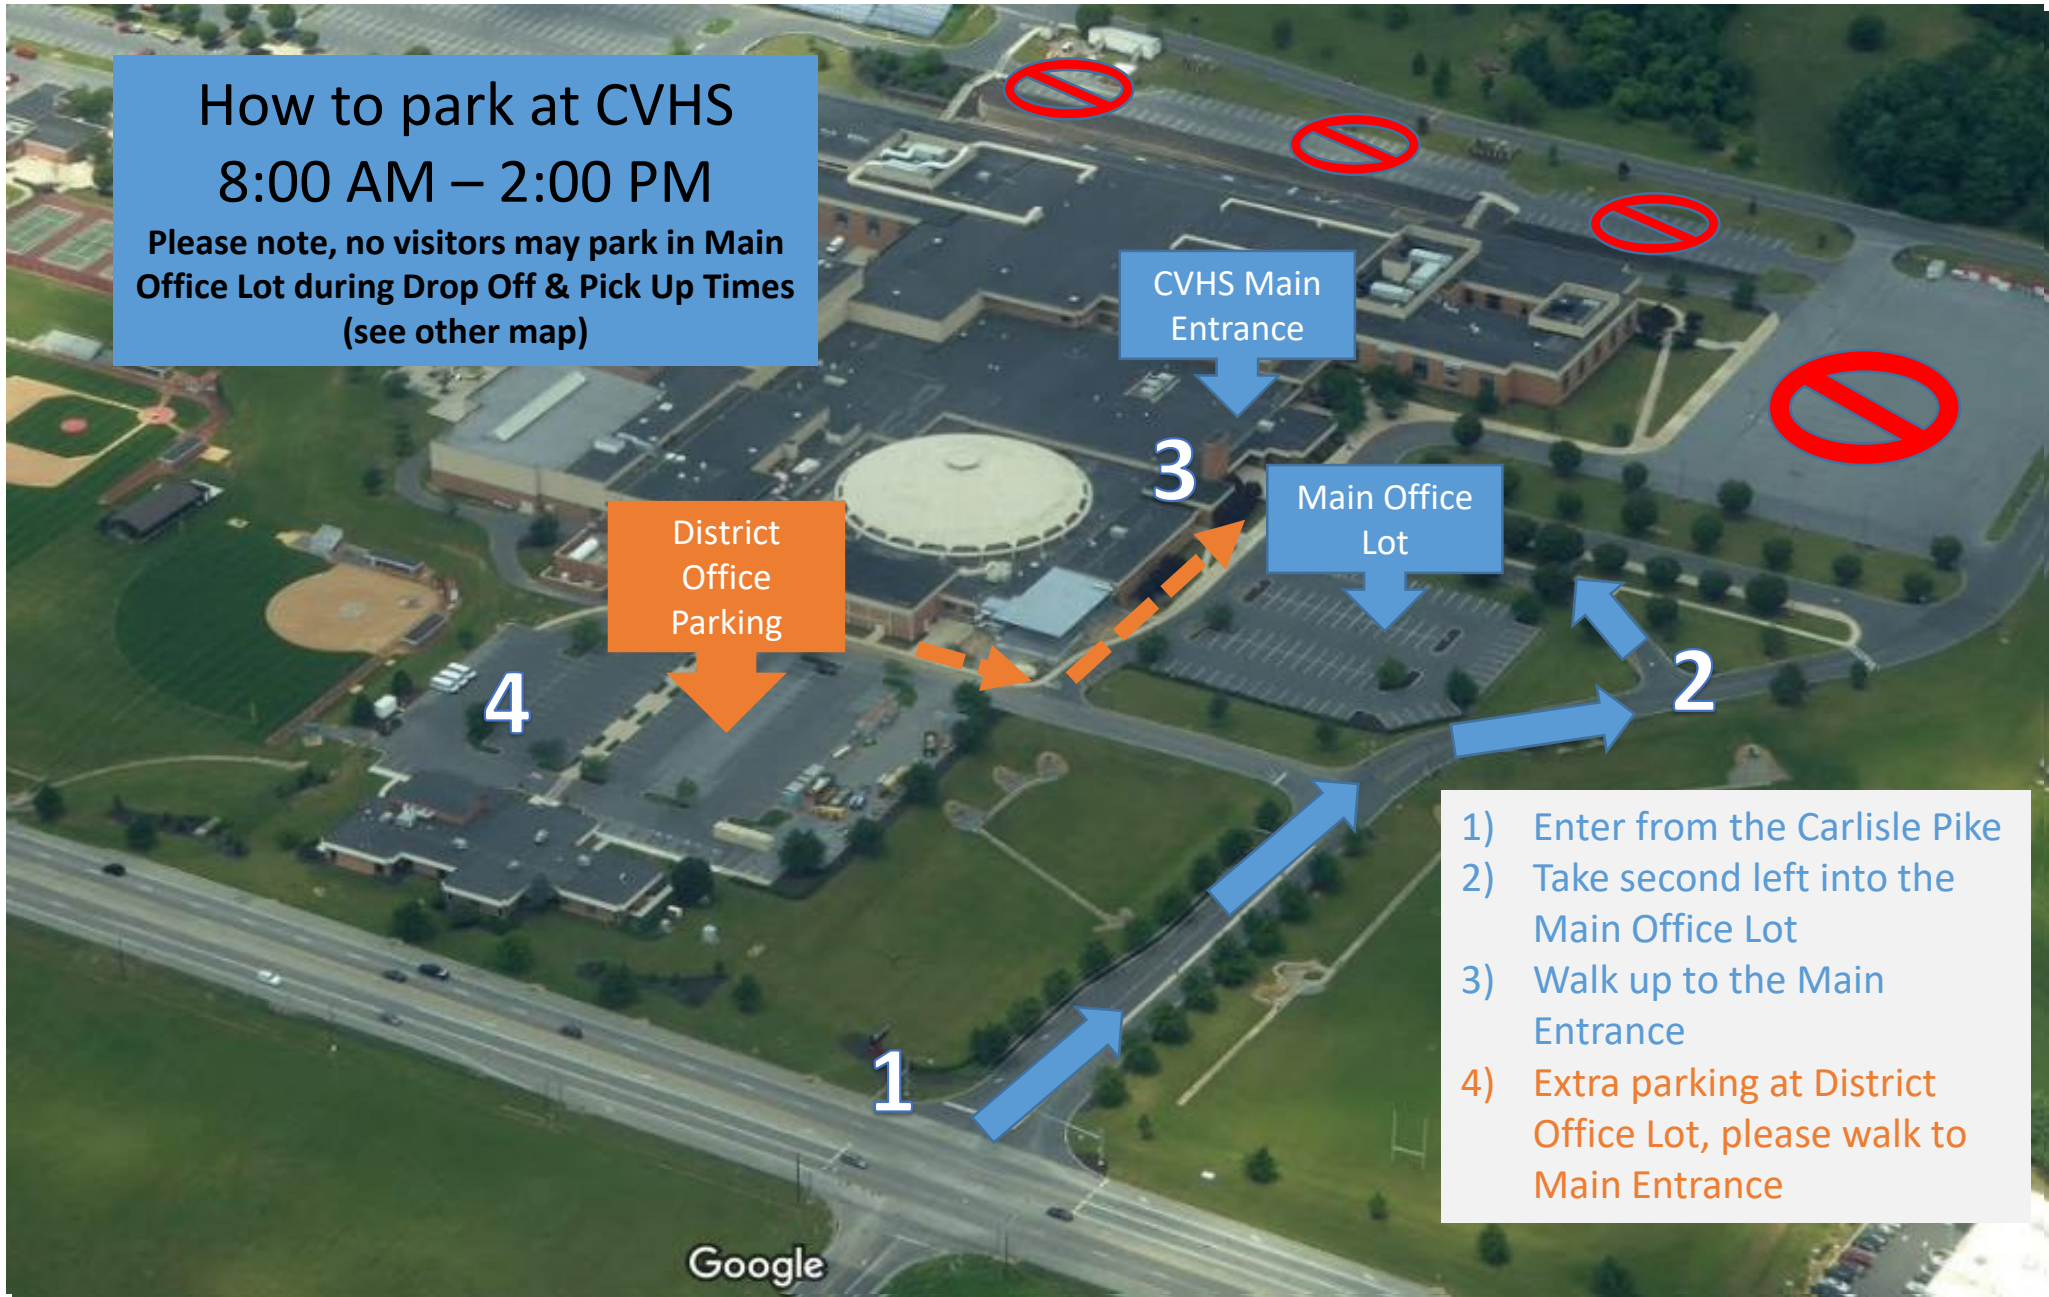 How to park at CVHS
8:00 AM – 2:00 PM
Please note, no visitors may park in Main
Office Lot during Drop Off & Pick Up Times
(see other map)
CVHS Main
Entrance
3
Main Office
Lot
District
Office
Parking
4
2
1
1) Enter from the Carlisle Pike
2) Take second left into the
Main Office Lot
3) Walk up to the Main
Entrance
4) Extra parking at District
Office Lot, please walk to
Main Entrance
Google